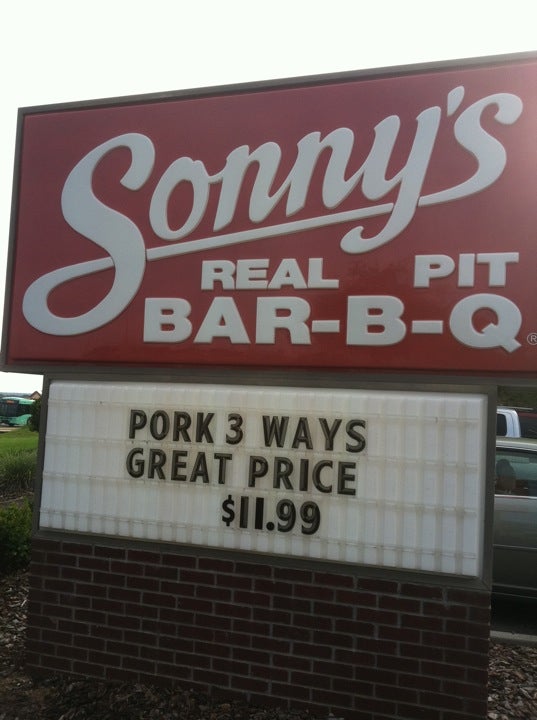 Sonny's
REAL PIT
BAR-B-Q®
PORK 3 WAYS
GREAT PRICE
$11.99